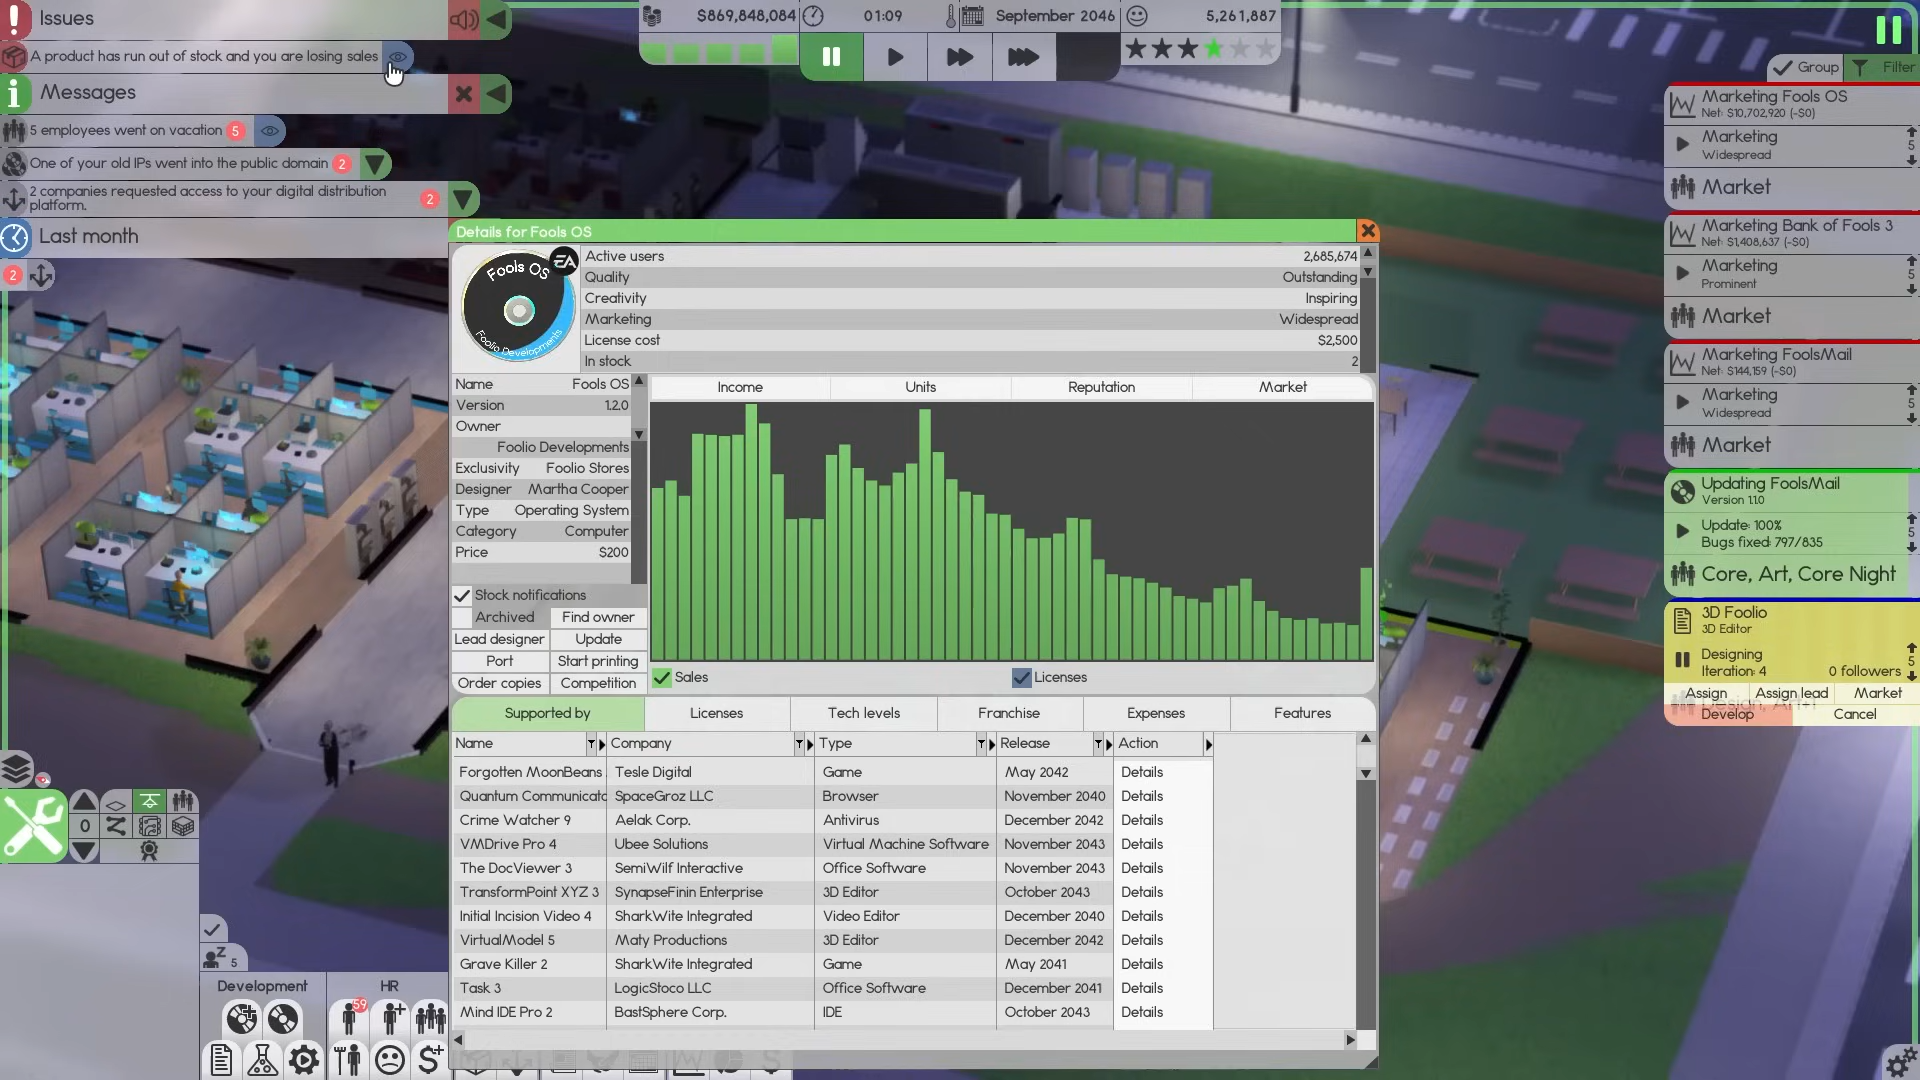 Issues
A product has run out of stock and you are losing sales
Messages
5 employees went on vacation 5
One of your old IPs went into the public domain 2
2 companies requested access to your digital distribution platform. 2
Last month
2
$869,848,084
01:09
September 2046
5,261,887
Group
Filter
Marketing Fools OS
Net: $10,702,920 (-$0)
Marketing
Widespread
5
Market
Marketing Bank of Fools 3
Net: $1,408,637 (-$0)
Marketing
Prominent
5
Market
Marketing FoolsMail
Net: $144,159 (-$0)
Marketing
Widespread
5
Market
Updating FoolsMail
Version 1.1.0
Update: 100%
Bugs fixed: 797/835
5
Core, Art, Core Night
3D Foolio
3D Editor
Designing
Iteration: 4
0 followers
5
Assign
Assign lead
Market
Develop
Cancel
Details for Fools OS
Fools OS
EA
Foolio Developments
Active users 2,685,674
Quality Outstanding
Creativity Inspiring
Marketing Widespread
License cost $2,500
In stock 2
Name Fools OS
Version 1.2.0
Owner
Foolio Developments
Exclusivity Foolio Stores
Designer Martha Cooper
Type Operating System
Category Computer
Price $200
Stock notifications
Archived
Find owner
Lead designer
Update
Port
Start printing
Order copies
Competition
Income
Units
Reputation
Market
Sales
Licenses
Supported by
Licenses
Tech levels
Franchise
Expenses
Features
Name Company Type Release Action
Forgotten MoonBeans Tesle Digital Game May 2042 Details
Quantum Communicatc SpaceGroz LLC Browser November 2040 Details
Crime Watcher 9 Aelak Corp. Antivirus December 2042 Details
VMDrive Pro 4 Ubee Solutions Virtual Machine Software November 2043 Details
The DocViewer 3 SemiWilf Interactive Office Software November 2043 Details
TransformPoint XYZ 3 SynapseFinin Enterprise 3D Editor October 2043 Details
Initial Incision Video 4 SharkWite Integrated Video Editor December 2040 Details
VirtualModel 5 Maty Productions 3D Editor December 2042 Details
Grave Killer 2 SharkWite Integrated Game May 2041 Details
Task 3 LogicStoco LLC Office Software December 2041 Details
Mind IDE Pro 2 BastSphere Corp. IDE October 2043 Details
0
5
Development
HR
59